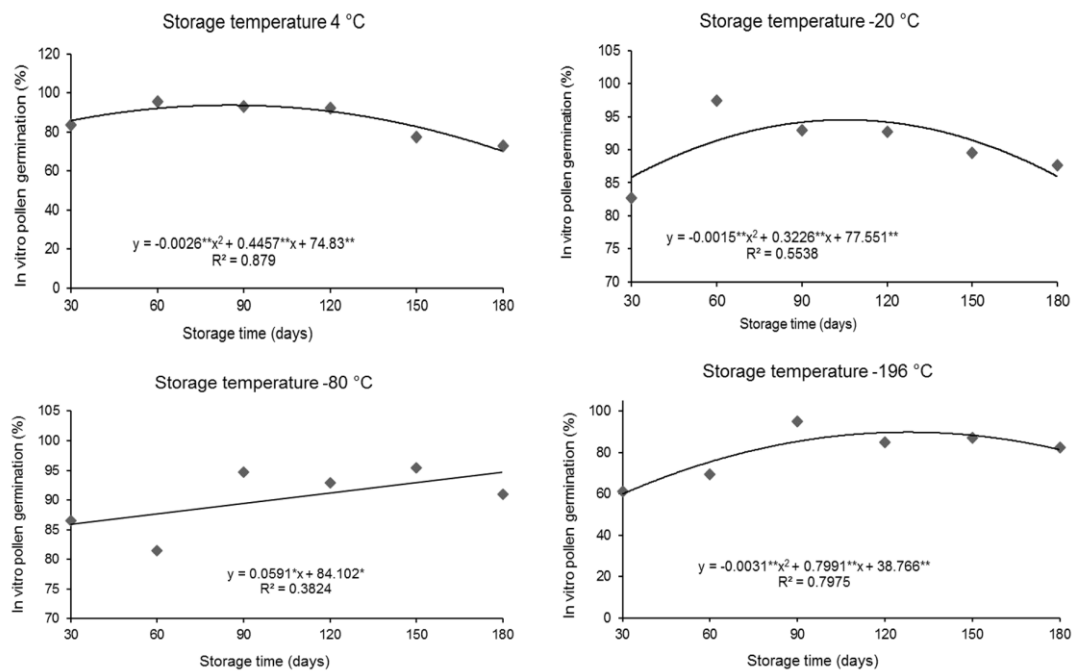 Storage temperature 4 °C
In vitro pollen germination (%)
120
100
80
60
40
20
0
y = -0.0026**x² + 0.4457**x + 74.83**
R² = 0.879
30 60 90 120 150 180
Storage time (days)
Storage temperature -20 °C
In vitro pollen germination (%)
105
100
95
90
85
80
75
70
y = -0.0015**x² + 0.3226**x + 77.551**
R² = 0.5538
30 60 90 120 150 180
Storage time (days)
Storage temperature -80 °C
In vitro pollen germination (%)
105
100
95
90
85
80
75
70
y = 0.0591*x + 84.102*
R² = 0.3824
30 60 90 120 150 180
Storage time (days)
Storage temperature -196 °C
In vitro pollen germination (%)
100
80
60
40
20
0
y = -0.0031**x² + 0.7991**x + 38.766**
R² = 0.7975
30 60 90 120 150 180
Storage time (days)